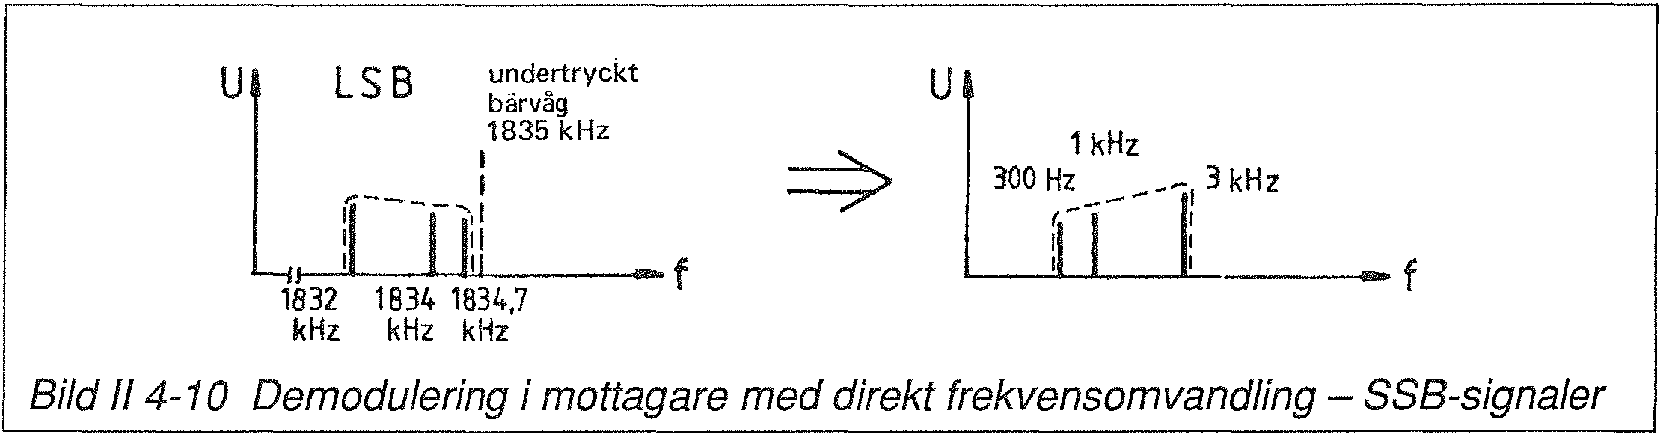 U LSB
undertryckt
bärvåg
1835 kHz
f
1832 1834 1834,7
kHz kHz kHz
U
1 kHz
300 Hz 3 kHz
f
Bild II 4-10 Demodulering i mottagare med direkt frekvensomvandling – SSB-signaler